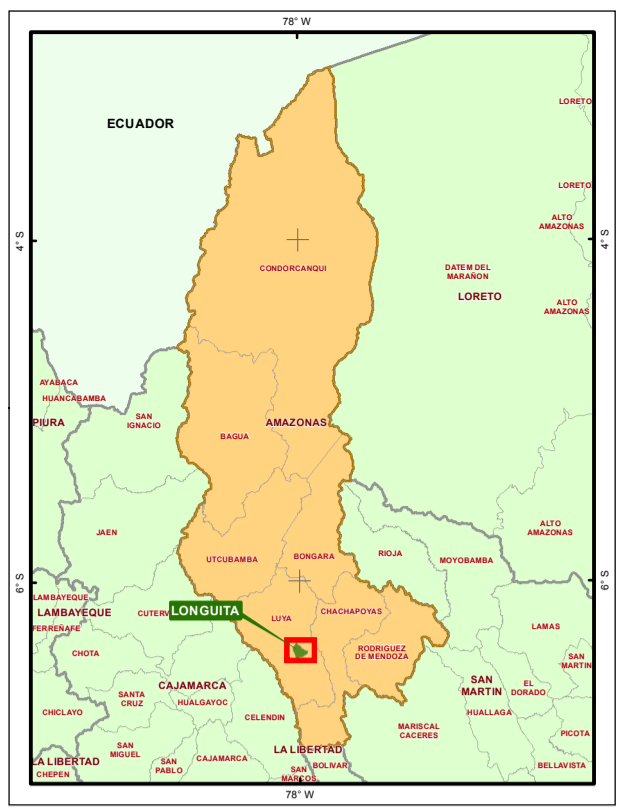 78° W
ECUADOR
LORETO
LORETO
ALTO
AMAZONAS
4° S
4° S
CONDORCANQUI
DATEM DEL
MARAÑON
LORETO
ALTO
AMAZONAS
AYABACA
HUANCABAMBA
PIURA
SAN
IGNACIO
AMAZONAS
BAGUA
JAEN
ALTO
AMAZONAS
UTCUBAMBA
BONGARA
RIOJA
MOYOBAMBA
6° S
6° S
LAMBAYEQUE
LAMBAYEQUE
FERREÑAFE
CUTERV
LONGUITA
LUYA
CHACHAPOYAS
LAMAS
CHOTA
RODRIGUEZ
DE MENDOZA
SAN
MARTIN
CAJAMARCA
SANTA
CRUZ
HUALGAYOC
SAN
MARTIN
EL
DORADO
CHICLAYO
CELENDIN
HUALLAGA
MARISCAL
CACERES
PICOTA
SAN
MIGUEL
LA LIBERTAD
LA LIBERTAD
CHEPEN
SAN
PABLO
CAJAMARCA
SAN
MARCOS
BOLIVAR
BELLAVISTA
78° W